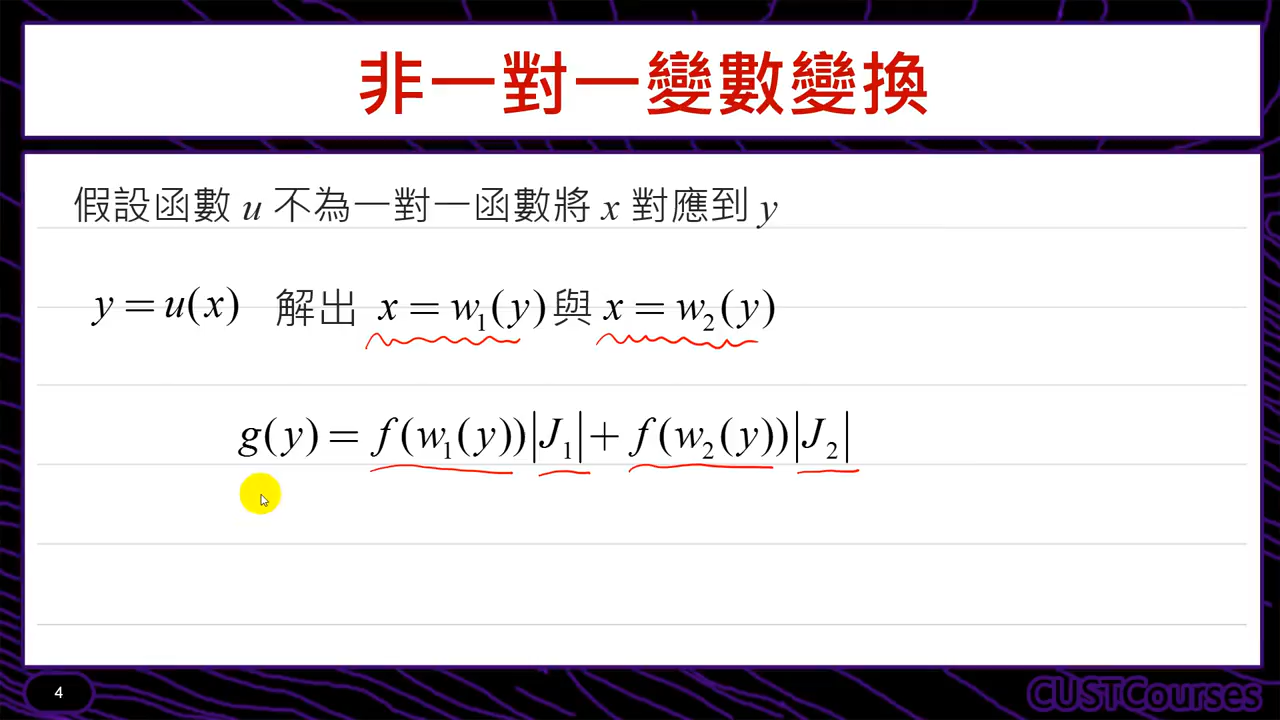 非一對一變數變換
假設函數 u 不為一對一函數將 x 對應到 y
y = u(x) 解出 x = w₁(y) 與 x = w₂(y)
g(y) = f(w₁(y))|J₁| + f(w₂(y))|J₂|
4
CUSTCourses